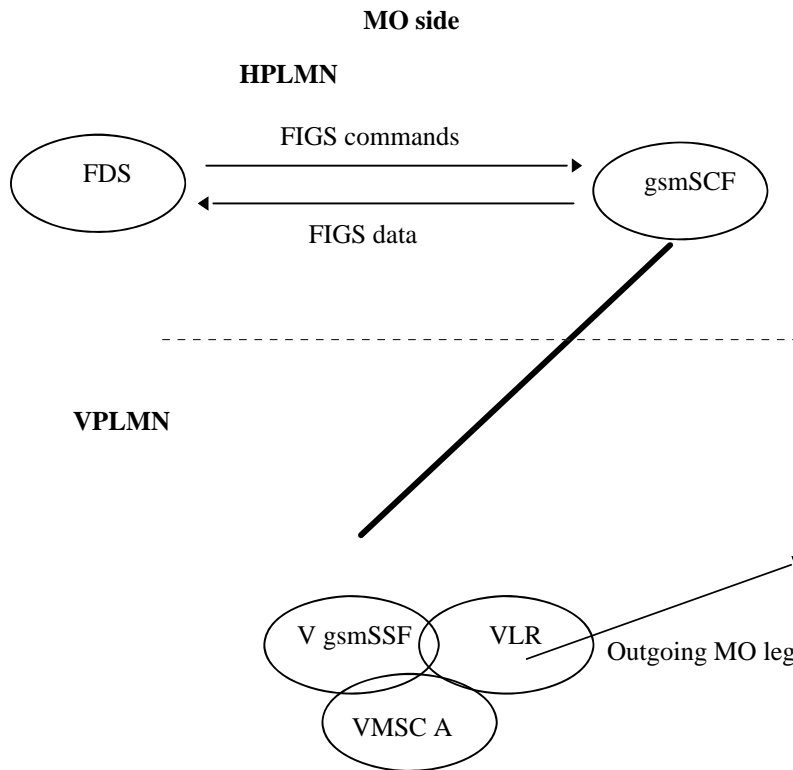 MO side
HPLMN
FIGS commands
FDS
gsmSCF
FIGS data
VPLMN
V gsmSSF
VLR
Outgoing MO leg
VMSC A